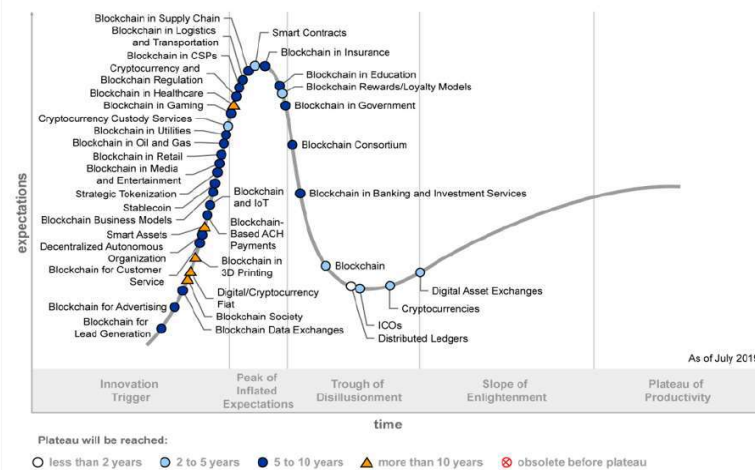 Blockchain in Supply Chain
Smart Contracts
Blockchain in Logistics
and Transportation
Blockchain in Insurance
Blockchain in CSPs
Cryptocurrency and
Blockchain Regulation
Blockchain in Education
Blockchain Rewards/Loyalty Models
Blockchain in Healthcare
Blockchain in Gaming
Blockchain in Government
Cryptocurrency Custody Services
Blockchain in Utilities
Blockchain in Oil and Gas
Blockchain Consortium
Blockchain in Retail
Blockchain in Media
and Entertainment
Strategic Tokenization
Blockchain
and IoT
Blockchain in Banking and Investment Services
Stablecoin
Blockchain Business Models
Blockchain-
Based ACH
Payments
Smart Assets
Decentralized Autonomous
Organization
Blockchain in
3D Printing
Blockchain
Blockchain for Customer
Service
Digital/Cryptocurrency
Fiat
Digital Asset Exchanges
Blockchain for Advertising
Blockchain Society
Cryptocurrencies
Blockchain for
Lead Generation
Blockchain Data Exchanges
ICOs
Distributed Ledgers
expectations
As of July 2019
Innovation
Trigger
Peak of
Inflated
Expectations
Trough of
Disillusionment
Slope of
Enlightenment
Plateau of
Productivity
time
Plateau will be reached:
less than 2 years
2 to 5 years
5 to 10 years
more than 10 years
obsolete before plateau